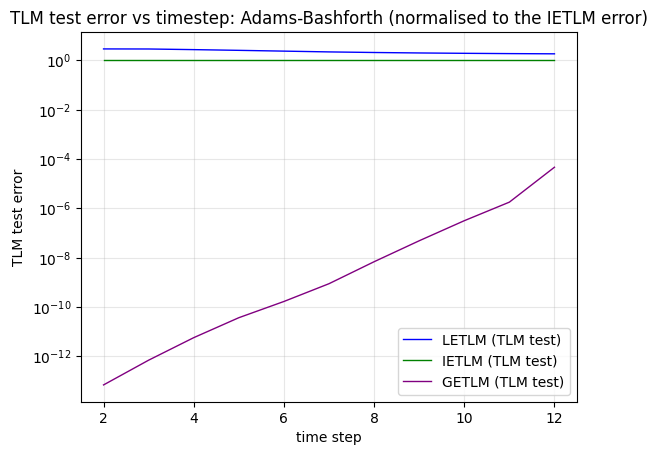 TLM test error vs timestep: Adams-Bashforth (normalised to the IETLM error)
TLM test error
10⁰
10⁻²
10⁻⁴
10⁻⁶
10⁻⁸
10⁻¹⁰
10⁻¹²
LETLM (TLM test)
IETLM (TLM test)
GETLM (TLM test)
2 4 6 8 10 12
time step